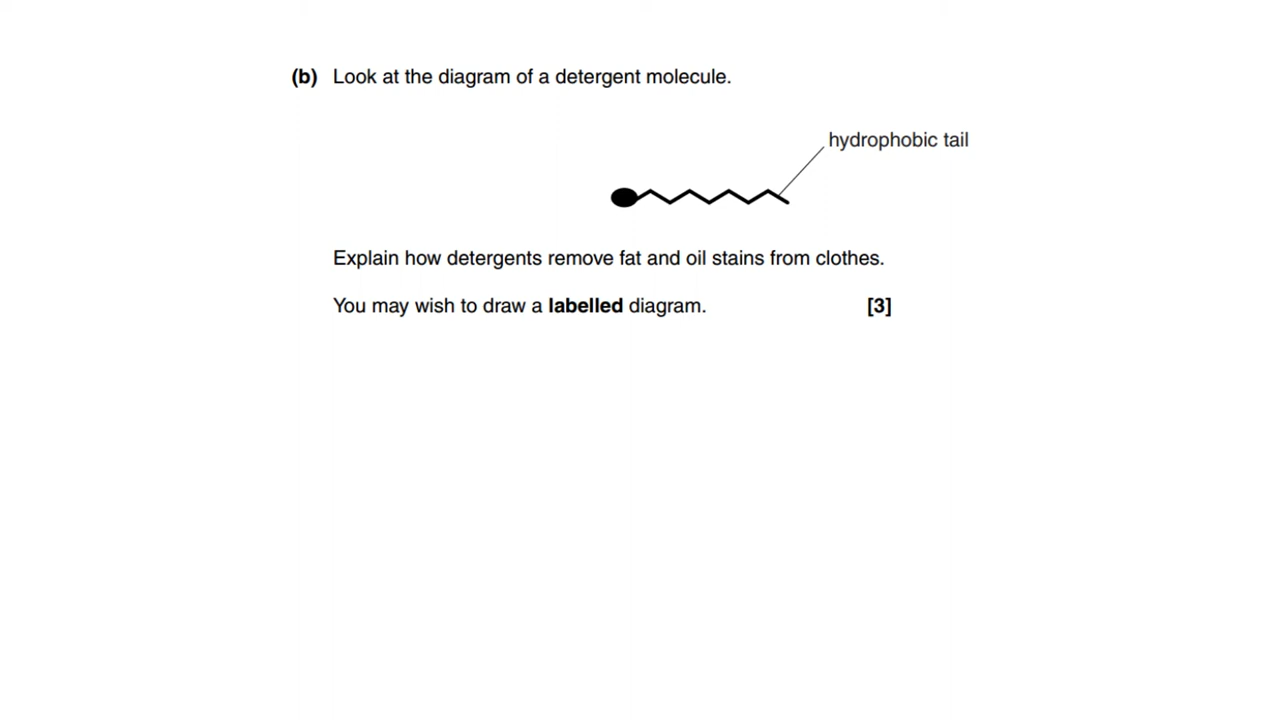 (b) Look at the diagram of a detergent molecule.
hydrophobic tail
Explain how detergents remove fat and oil stains from clothes.
You may wish to draw a labelled diagram. [3]